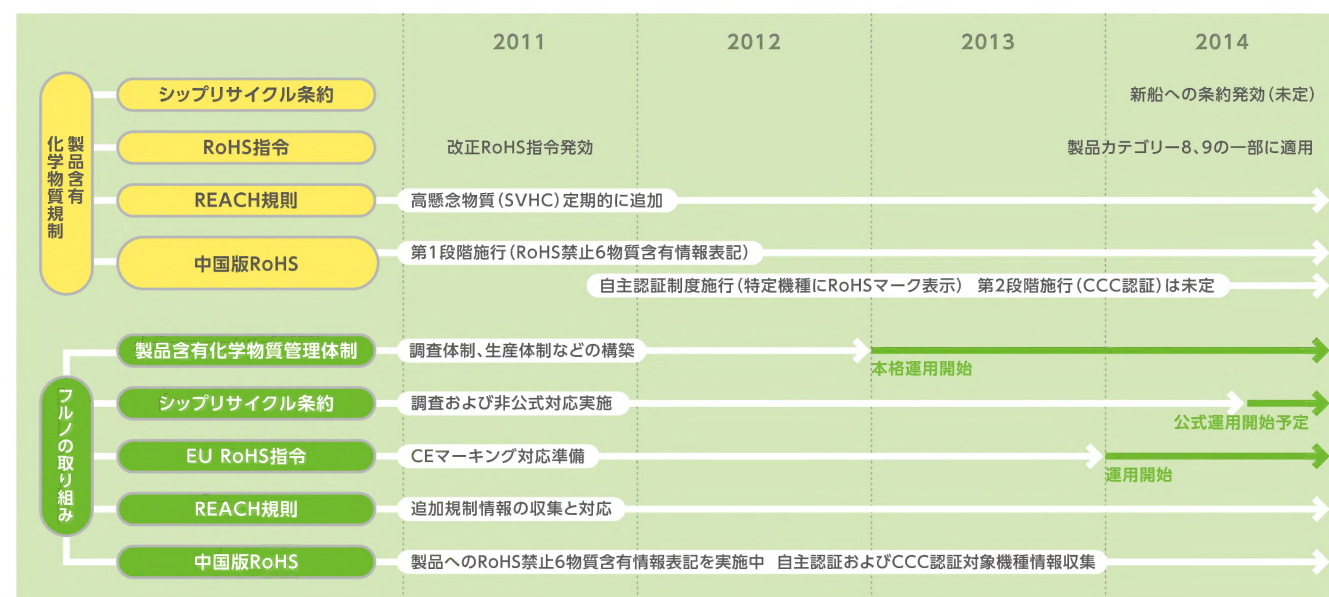 2011 2012 2013 2014
製品含有
化学物質規制
シップリサイクル条約
新船への条約発効(未定)
RoHS指令
改正RoHS指令発効
製品カテゴリー8、9の一部に適用
REACH規則
高懸念物質(SVHC)定期的に追加
中国版RoHS
第1段階施行(RoHS禁止6物質含有情報表記)
自主認証制度施行(特定機種にRoHSマーク表示) 第2段階施行(CCC認証)は未定
フルノの取り組み
製品含有化学物質管理体制
調査体制、生産体制などの構築
本格運用開始
シップリサイクル条約
調査および非公式対応実施
公式運用開始予定
EU RoHS指令
CEマーキング対応準備
運用開始
REACH規則
追加規制情報の収集と対応
中国版RoHS
製品へのRoHS禁止6物質含有情報表記を実施中 自主認証およびCCC認証対象機種情報収集